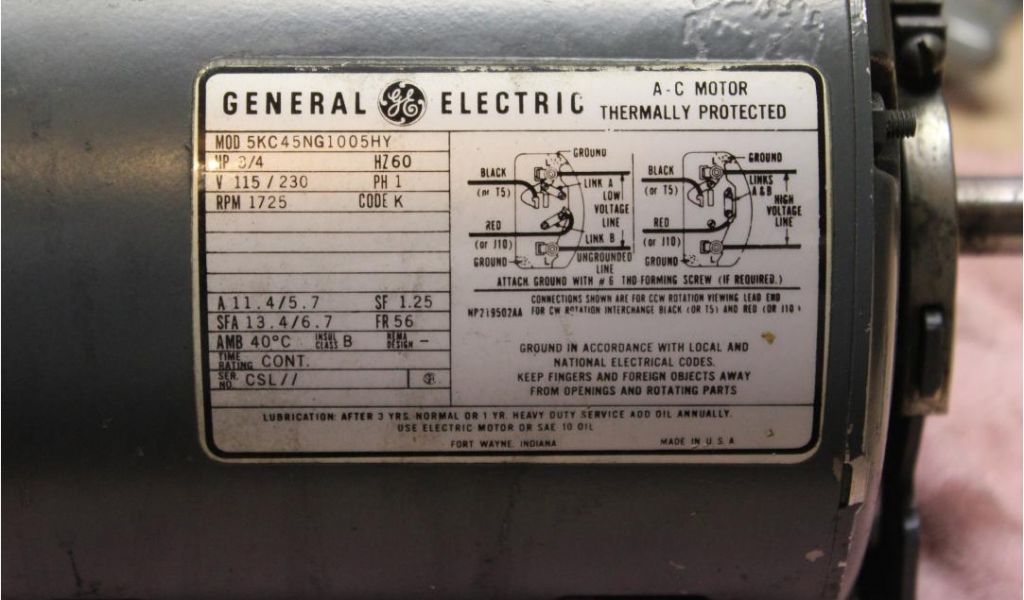 GENERAL GE ELECTRIC
A-C MOTOR
THERMALLY PROTECTED
MOD 5KC45NG1005HY
HP 3/4 HZ 60
V 115/230 PH 1
RPM 1725 CODE K
A 11.4/5.7 SF 1.25
SFA 13.4/6.7 FR 56
AMB 40°C INSUL CLASS B NEMA DESIGN -
TIME RATING CONT.
SER. NO. CSL//
GROUND
BLACK
(or T5)
LINK A
LOW
VOLTAGE
LINE
RED
(or J10)
LINK B
GROUND
UNGROUNDED
LINE
GROUND
BLACK
(or T5)
LINKS
A & B
HIGH
VOLTAGE
LINE
RED
(or J10)
GROUND
ATTACH GROUND WITH #6 THD-FORMING SCREW (IF REQUIRED.)
CONNECTIONS SHOWN ARE FOR CCW ROTATION VIEWING LEAD END
NP219502AA FOR CW ROTATION INTERCHANGE BLACK (OR T5) AND RED (OR J10)
GROUND IN ACCORDANCE WITH LOCAL AND
NATIONAL ELECTRICAL CODES.
KEEP FINGERS AND FOREIGN OBJECTS AWAY
FROM OPENINGS AND ROTATING PARTS
LUBRICATION: AFTER 3 YRS. NORMAL OR 1 YR. HEAVY DUTY SERVICE ADD OIL ANNUALLY.
USE ELECTRIC MOTOR OR SAE 10 OIL
FORT WAYNE, INDIANA MADE IN U.S.A